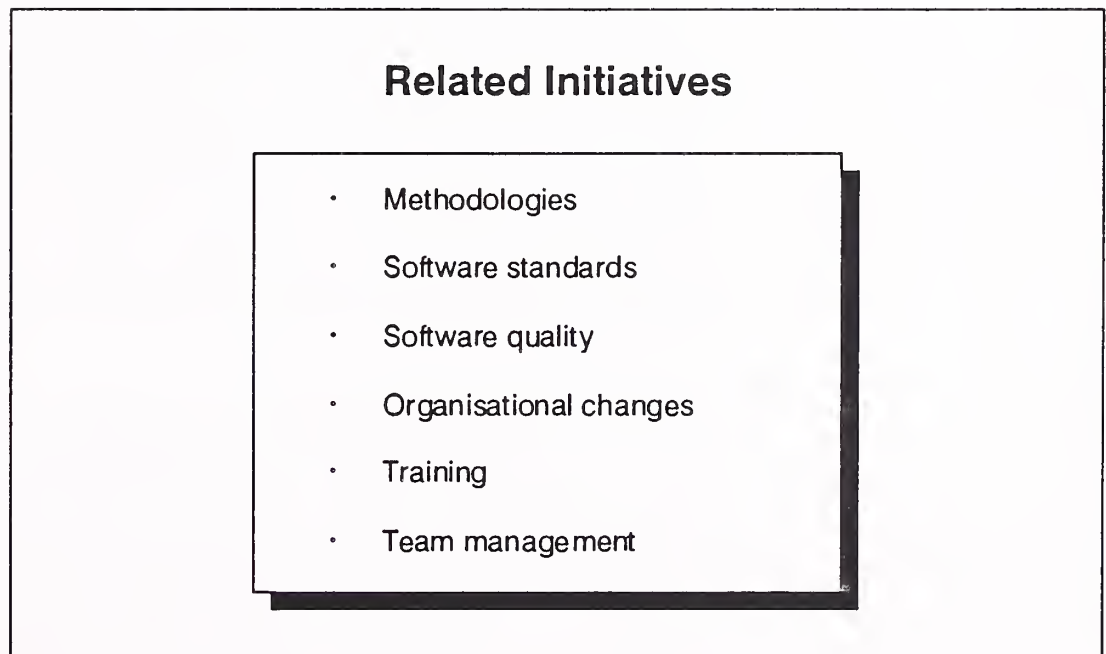 Related Initiatives
· Methodologies
· Software standards
· Software quality
· Organisational changes
· Training
· Team management